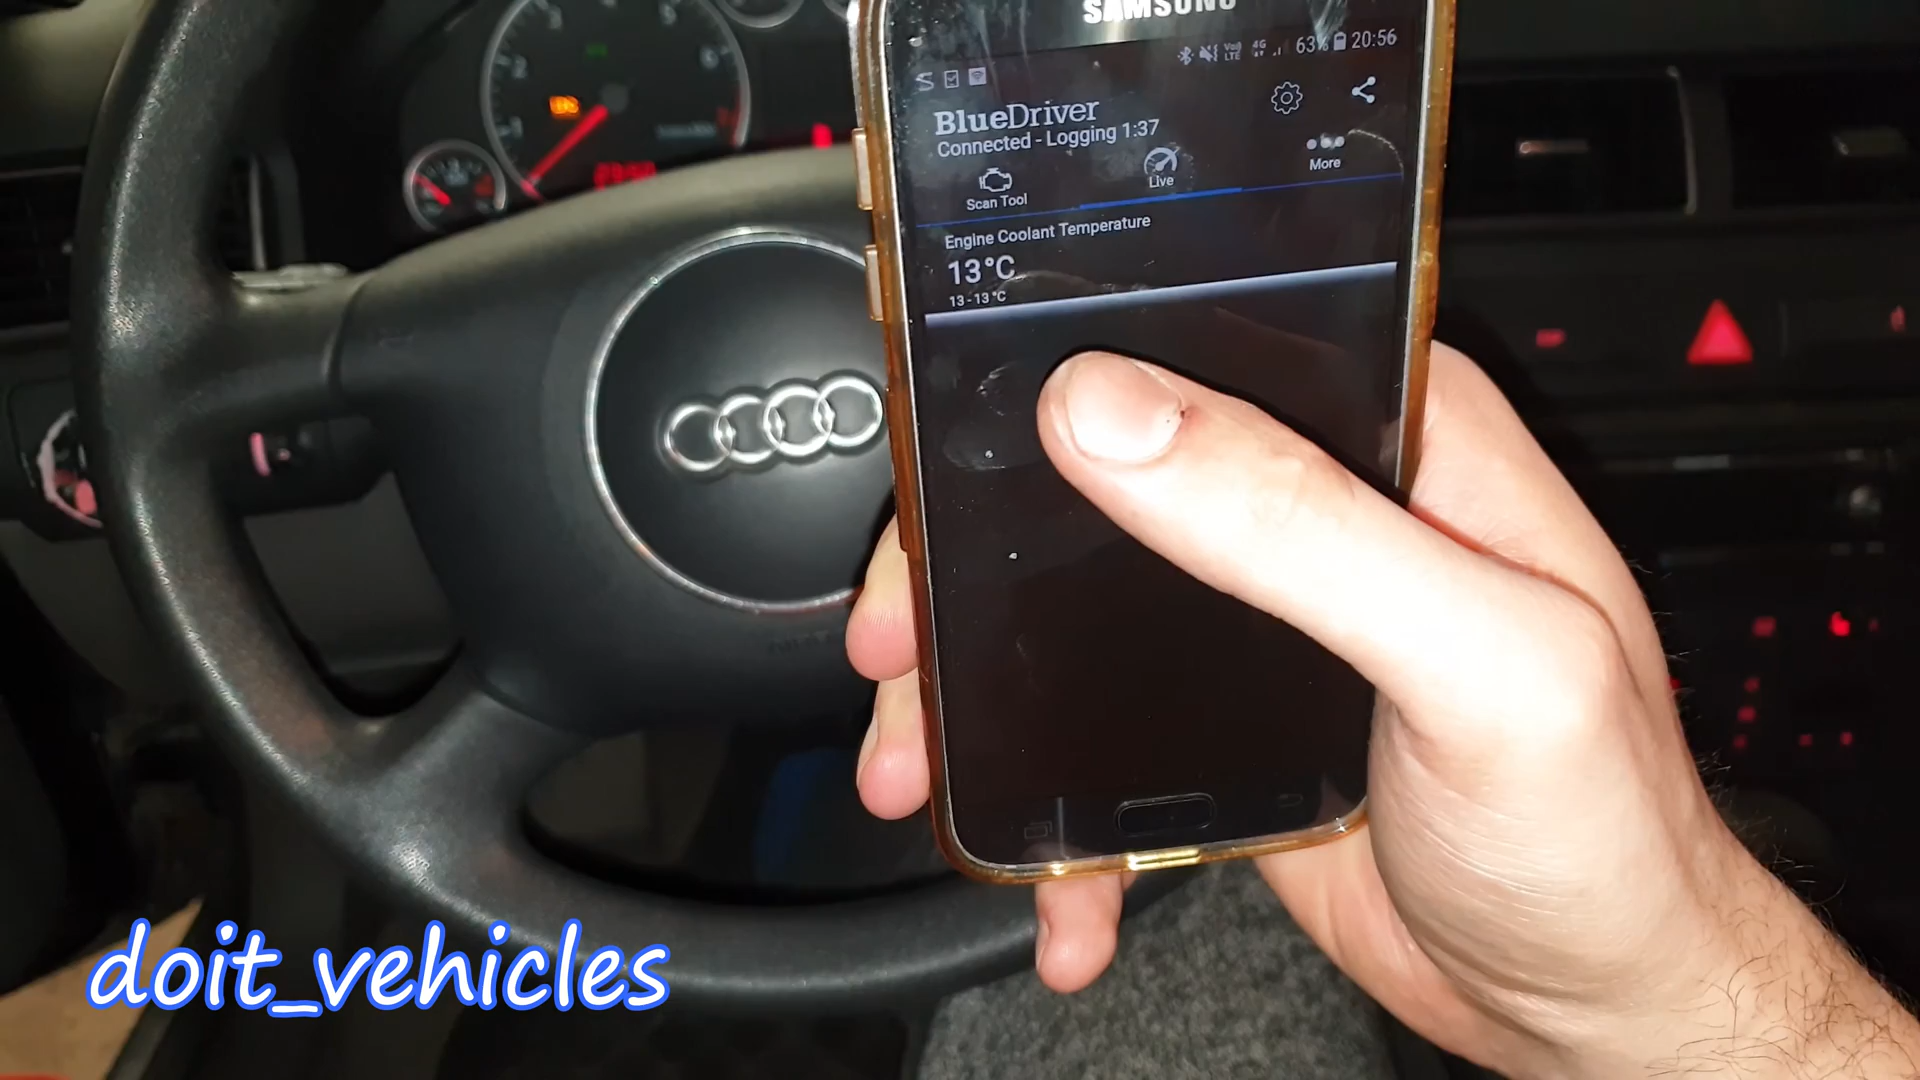 SAMSUNG
63% 20:56
BlueDriver
Connected - Logging 1:37
Scan Tool
Live
More
Engine Coolant Temperature
13°C
13 - 13 °C
doit_vehicles